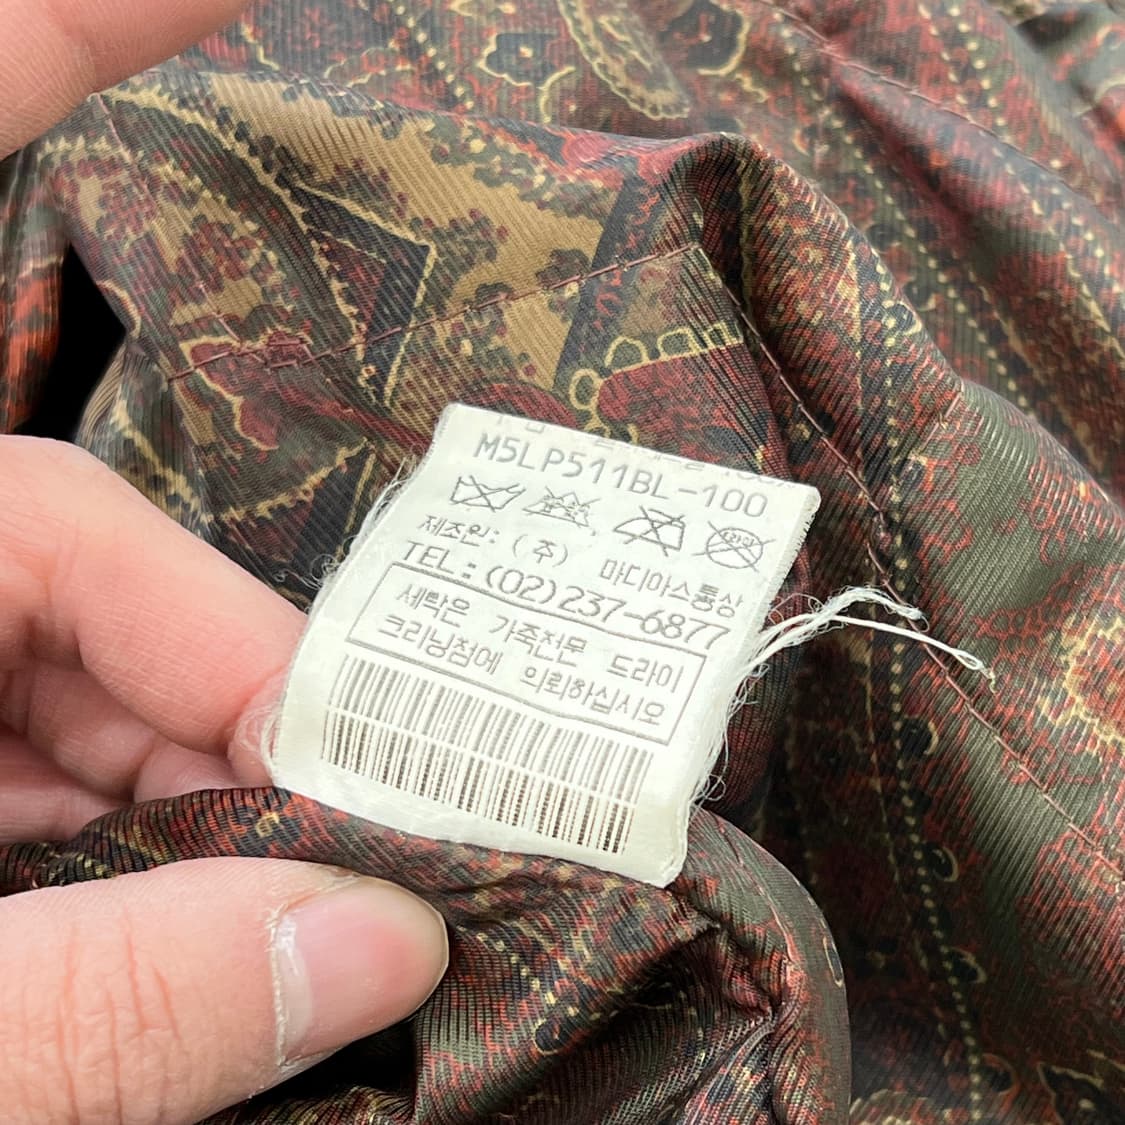 M5LP511BL-100
제조원: (주) 마디아스통상
TEL : (02)237-6877
세탁은 가죽전문 드라이
크리닝점에 의뢰하십시오